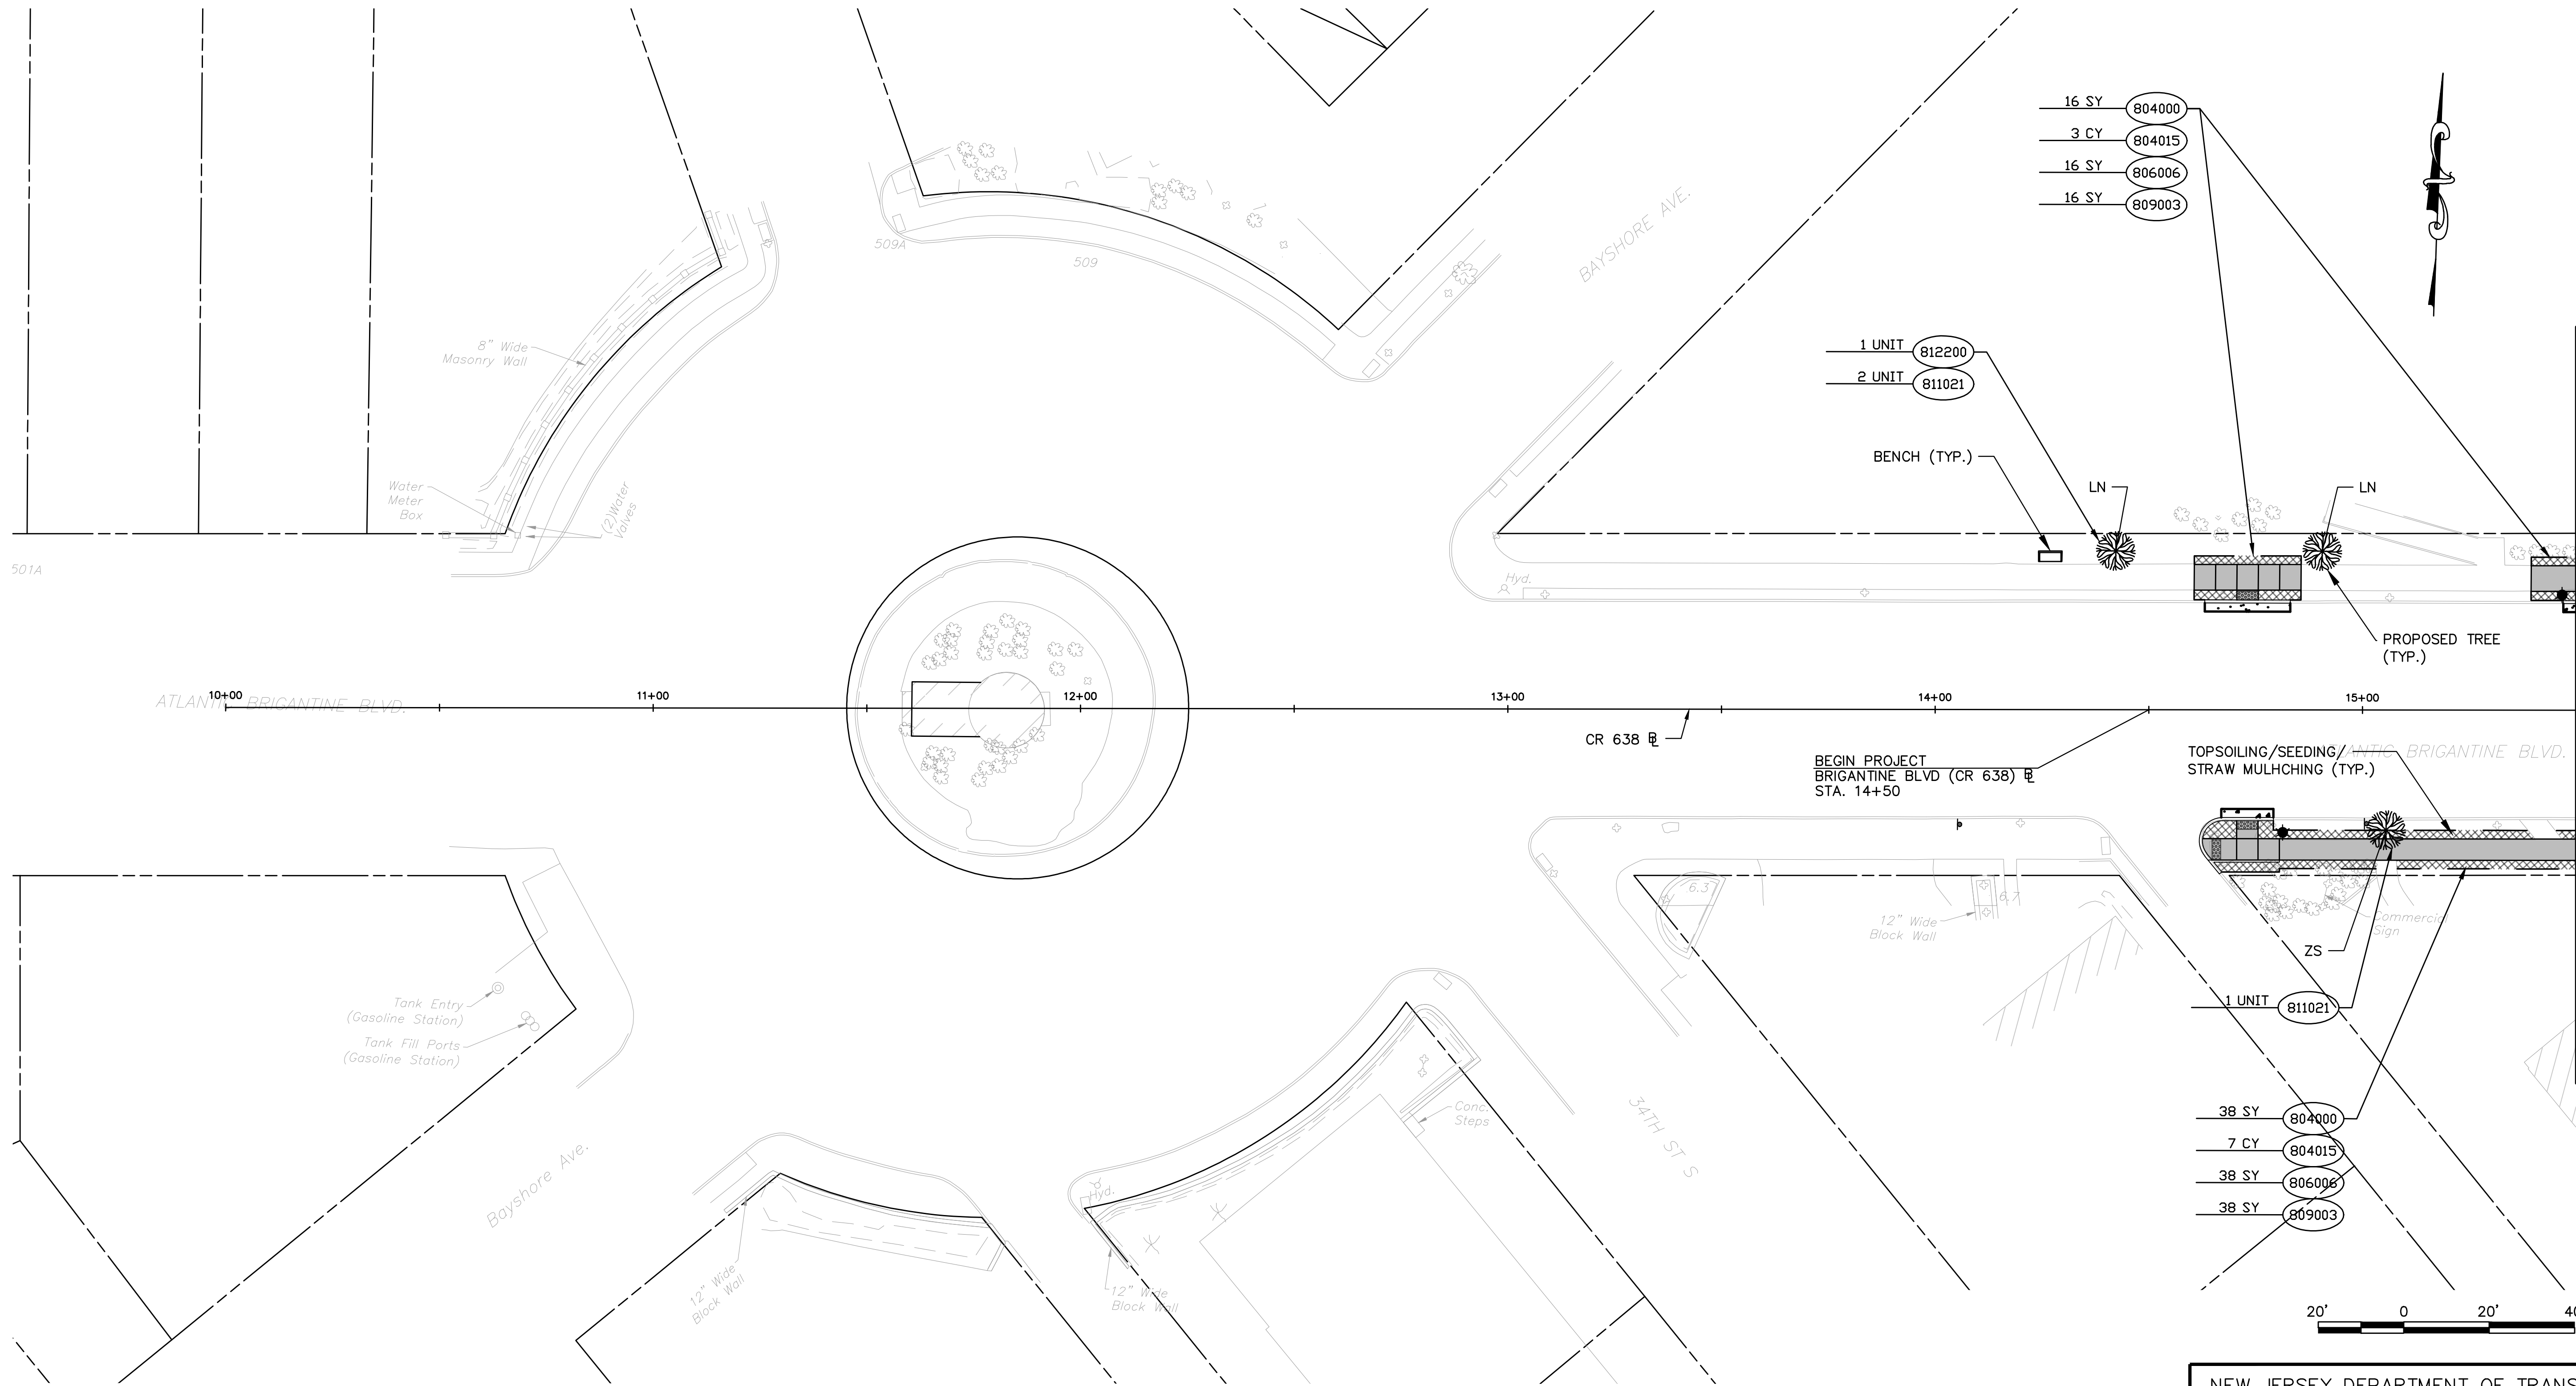 16 SY 804000
3 CY 804015
16 SY 806006
16 SY 809003
BAYSHORE AVE.
509A
509
8" Wide
Masonry Wall
1 UNIT 812200
2 UNIT 811021
BENCH (TYP.)
LN
LN
Water
Meter
Box
(2)Water
Valves
501A
Hyd.
PROPOSED TREE
(TYP.)
ATLANTIC BRIGANTINE BLVD.
10+00
11+00
12+00
13+00
14+00
15+00
CR 638 BL
BEGIN PROJECT
BRIGANTINE BLVD (CR 638) BL
STA. 14+50
TOPSOILING/SEEDING/
STRAW MULHCHING (TYP.)
BRIGANTINE BLVD.
6.3
6.7
12" Wide
Block Wall
Commercial
Sign
ZS
Tank Entry
(Gasoline Station)
Tank Fill Ports
(Gasoline Station)
1 UNIT 811021
Conc.
Steps
34TH ST S
38 SY 804000
7 CY 804015
38 SY 806006
38 SY 809003
Bayshore Ave.
Hyd.
12" Wide
Block Wall
12" Wide
Block Wall
20' 0 20'
NEW JERSEY DEPARTMENT OF TRANS